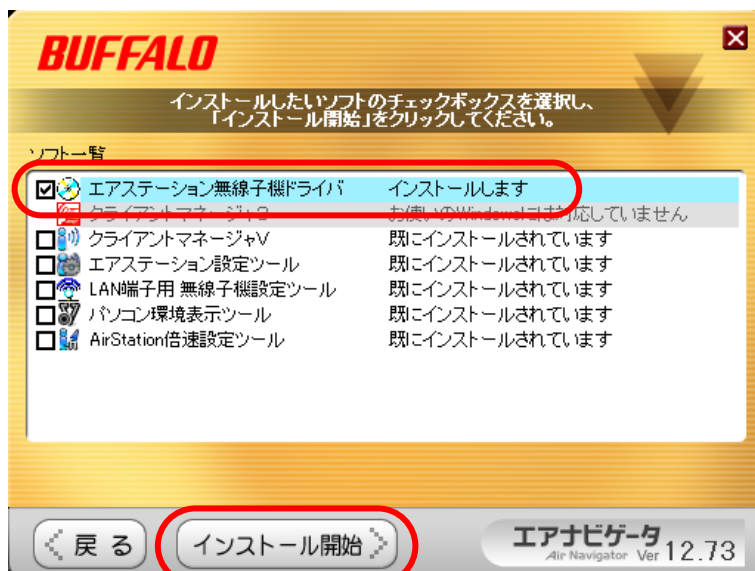 BUFFALO
インストールしたいソフトのチェックボックスを選択し、
「インストール開始」をクリックしてください。
ソフト一覧
エアステーション無線子機ドライバ インストールします
クライアントマネージャ3 お使いのWindowsには対応していません
クライアントマネージャV 既にインストールされています
エアステーション設定ツール 既にインストールされています
LAN端子用 無線子機設定ツール 既にインストールされています
パソコン環境表示ツール 既にインストールされています
AirStation倍速設定ツール 既にインストールされています
戻る
インストール開始
エアナビゲータ
Air Navigator Ver 12.73